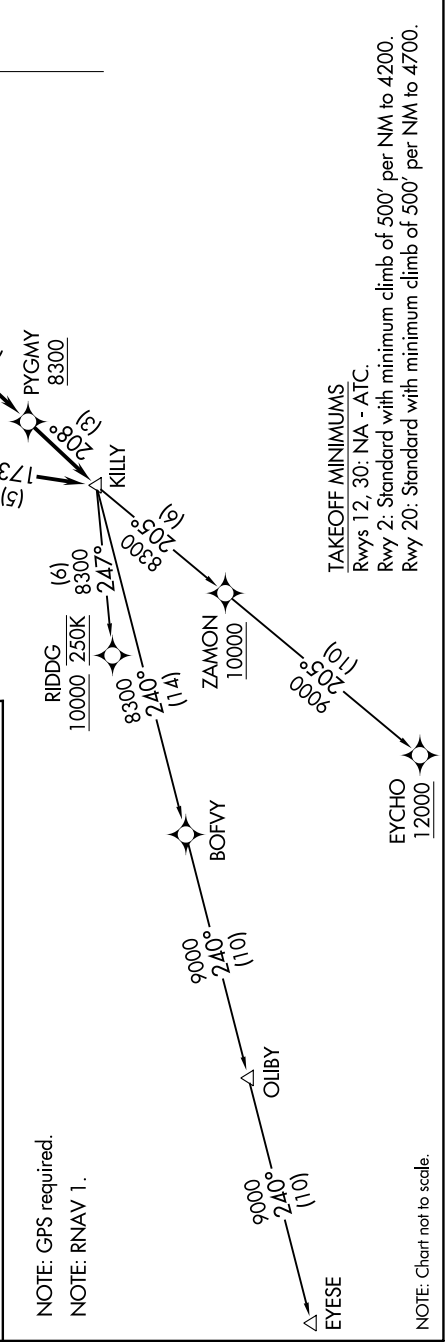 NOTE: GPS required.
NOTE: RNAV 1.
PYGMY
8300
208°
(3)
(5)
KILLY
(6)
8300
247°
RIDDG
10000 250K
8300
205°
(6)
ZAMON
10000
9000
205°
(10)
EYCHO
12000
8300
240°
(14)
BOFVY
9000
240°
(10)
OLIBY
9000
240°
(10)
EYESE
TAKEOFF MINIMUMS
Rwys 12, 30: NA - ATC.
Rwy 2: Standard with minimum climb of 500' per NM to 4200.
Rwy 20: Standard with minimum climb of 500' per NM to 4700.
NOTE: Chart not to scale.